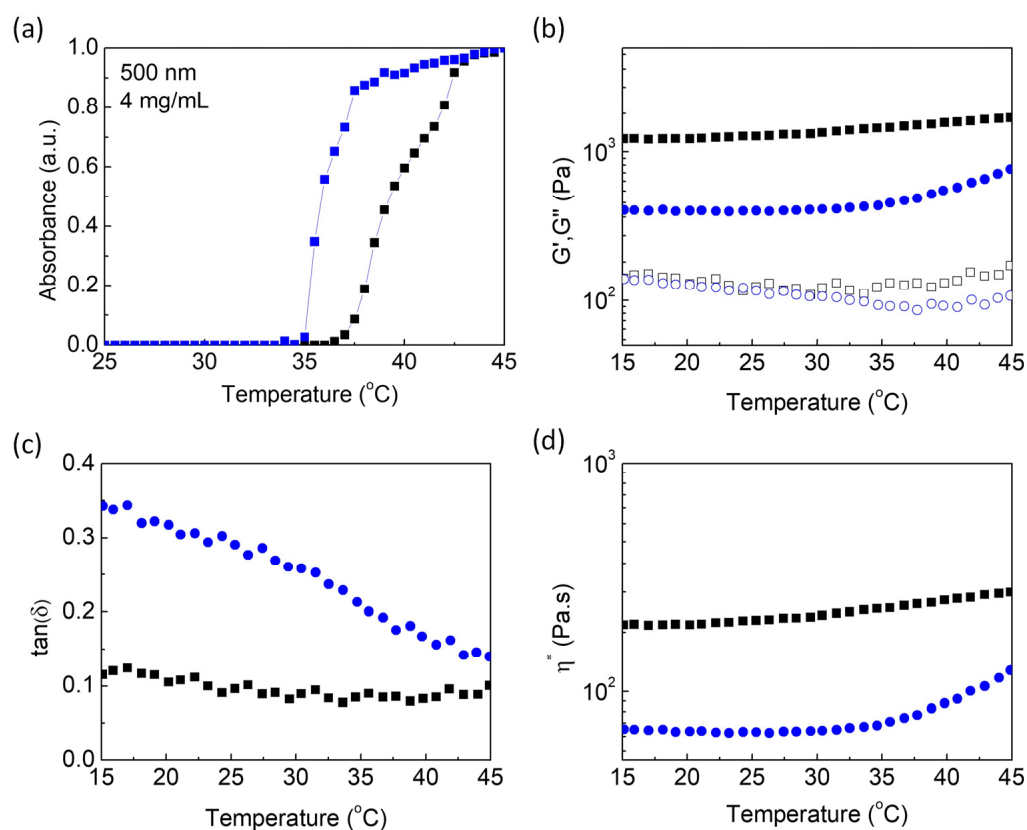 (a)
500 nm
4 mg/mL
Absorbance (a.u.)
1.0
0.8
0.6
0.4
0.2
0.0
25 30 35 40 45
Temperature (°C)
(b)
G',G'' (Pa)
10³
10²
15 20 25 30 35 40 45
Temperature (°C)
(c)
tan(δ)
0.4
0.3
0.2
0.1
0.0
15 20 25 30 35 40 45
Temperature (°C)
(d)
η* (Pa.s)
10³
10²
15 20 25 30 35 40 45
Temperature (°C)